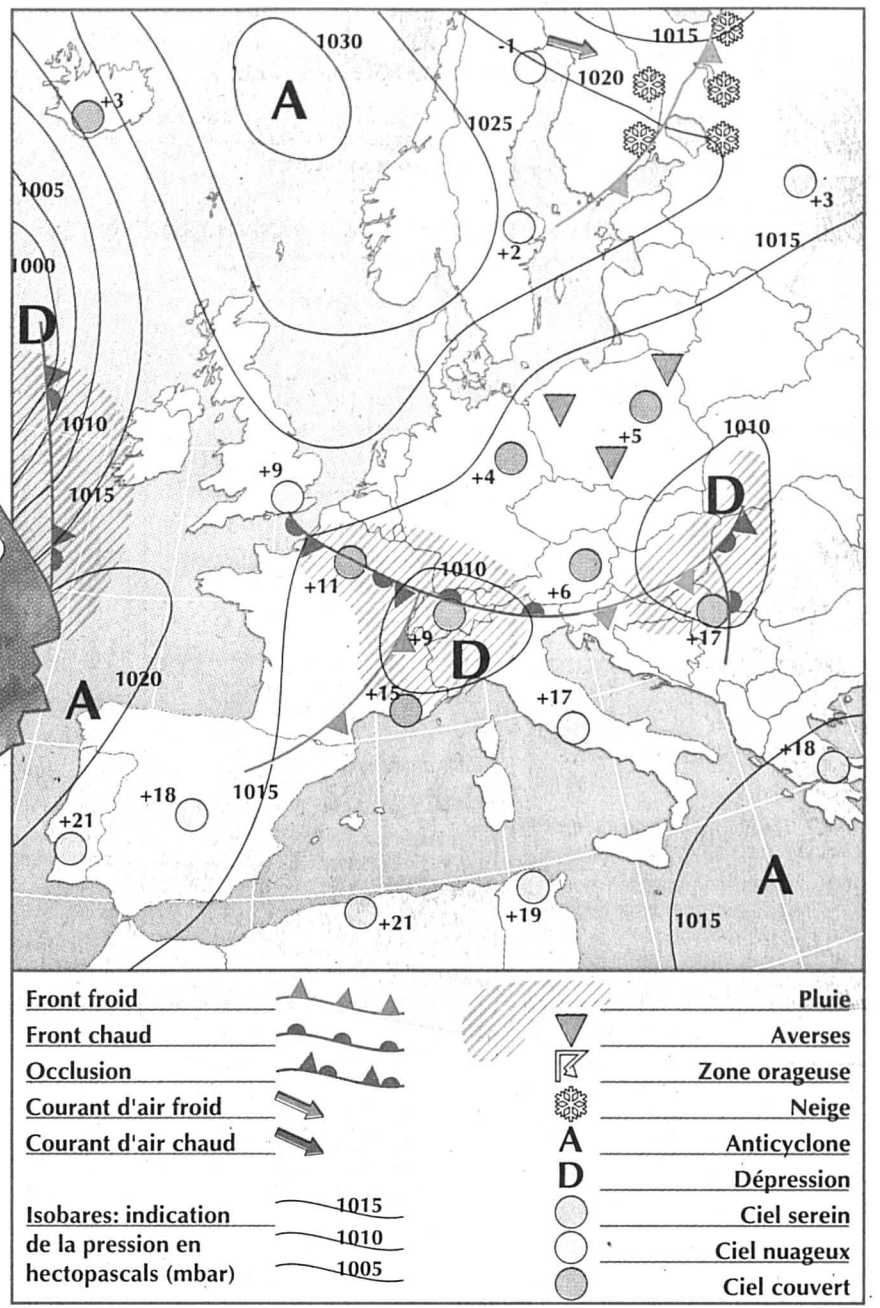 1030
-1
1015
1020
A
+3
1025
1005
+3
+2
1015
1000
D
1010
1010
+5
+9
+4
1015
D
1010
+11
+6
+9
+17
D
1020
A
+15
+17
+18
1015
+18
+21
A
1015
+21
+19
Front froid
Front chaud
Occlusion
Courant d'air froid
Courant d'air chaud
Isobares: indication
de la pression en
hectopascals (mbar)
1015
1010
1005
Pluie
Averses
Zone orageuse
Neige
A Anticyclone
D Dépression
Ciel serein
Ciel nuageux
Ciel couvert